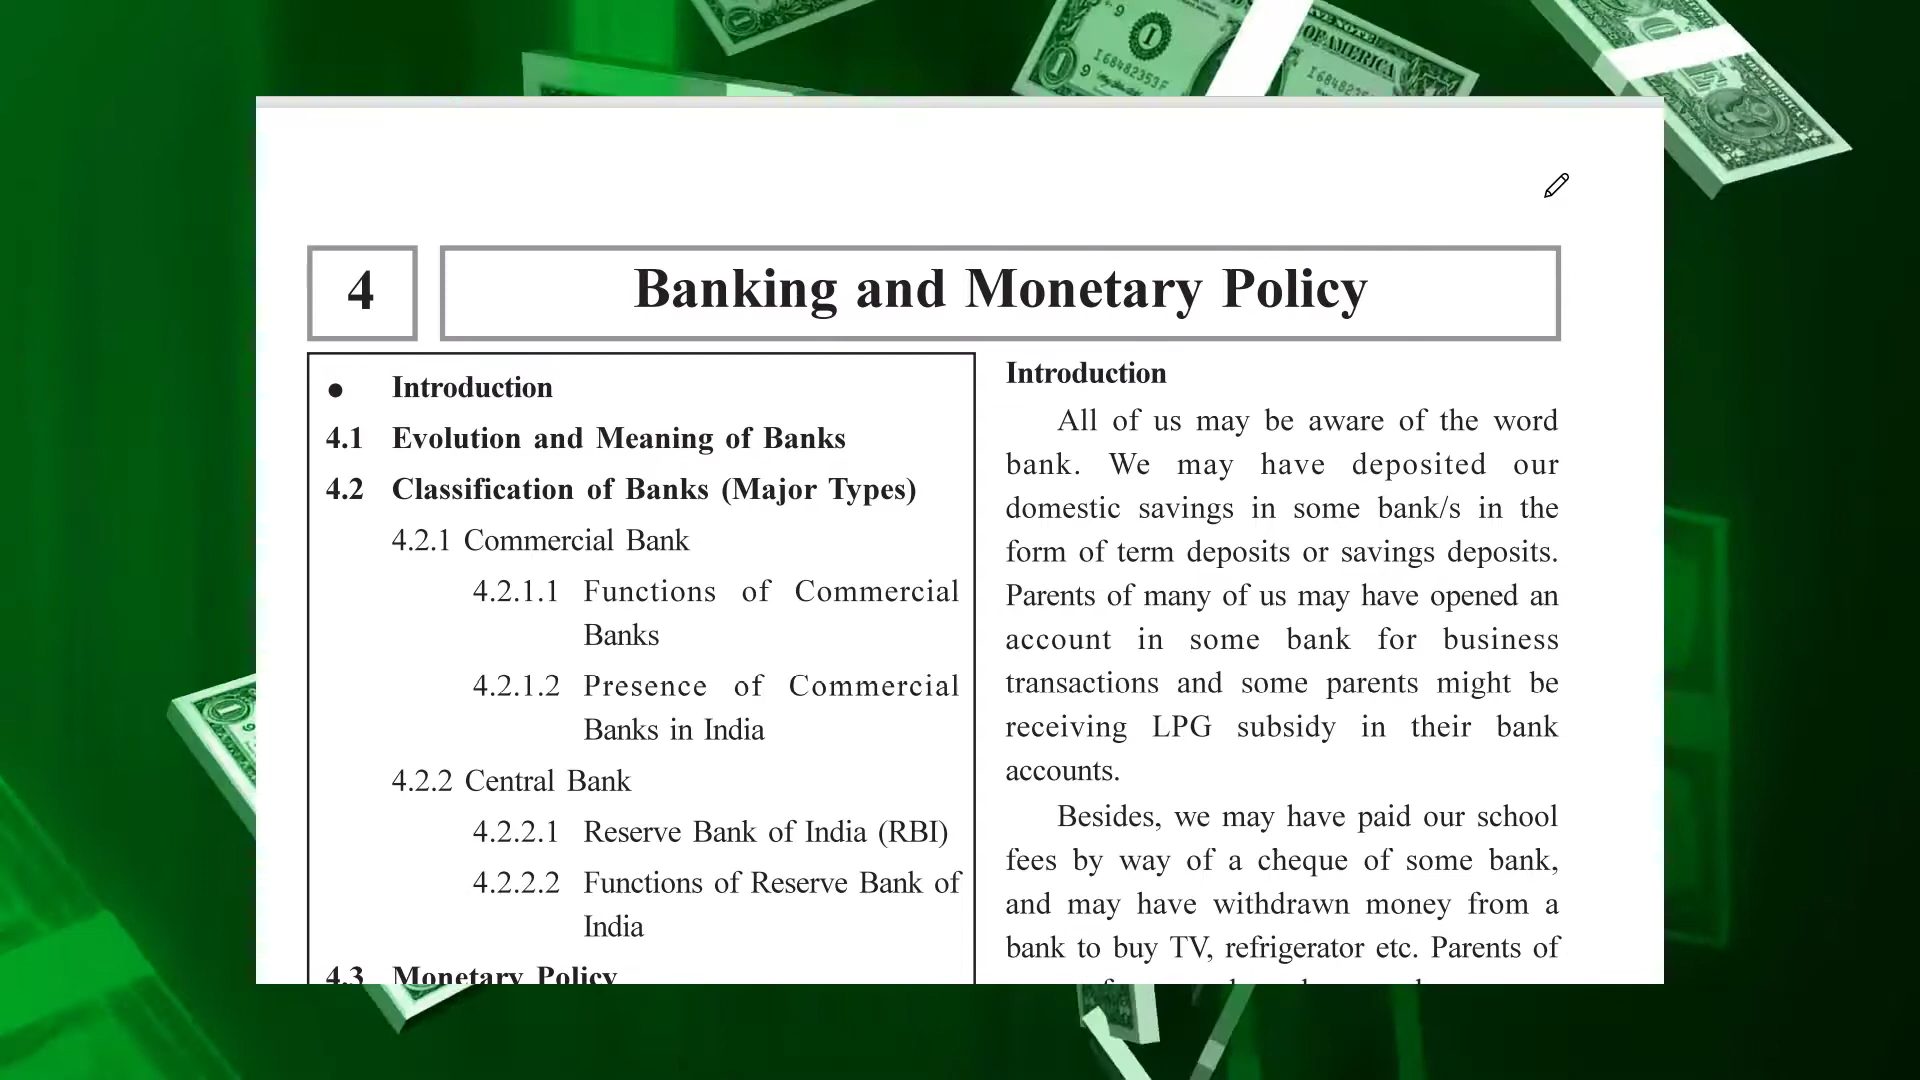 4
Banking and Monetary Policy
● Introduction
4.1 Evolution and Meaning of Banks
4.2 Classification of Banks (Major Types)
4.2.1 Commercial Bank
4.2.1.1 Functions of Commercial
Banks
4.2.1.2 Presence of Commercial
Banks in India
4.2.2 Central Bank
4.2.2.1 Reserve Bank of India (RBI)
4.2.2.2 Functions of Reserve Bank of
India
4.3 Monetary Policy
Introduction
All of us may be aware of the word
bank. We may have deposited our
domestic savings in some bank/s in the
form of term deposits or savings deposits.
Parents of many of us may have opened an
account in some bank for business
transactions and some parents might be
receiving LPG subsidy in their bank
accounts.
Besides, we may have paid our school
fees by way of a cheque of some bank,
and may have withdrawn money from a
bank to buy TV, refrigerator etc. Parents of
OF AMERICA
I68482353F